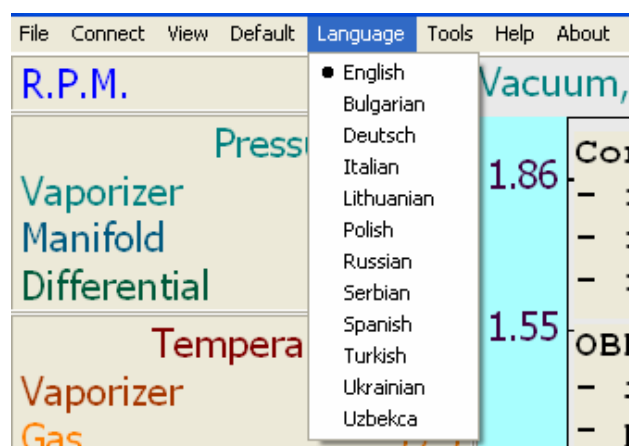 File Connect View Default Language Tools Help About
R.P.M.
Vacuum,
English
Bulgarian
Deutsch
Italian
Lithuanian
Polish
Russian
Serbian
Spanish
Turkish
Ukrainian
Uzbekca
Vaporizer
Manifold
Differential
1.86
1.55
Vaporizer
Gas